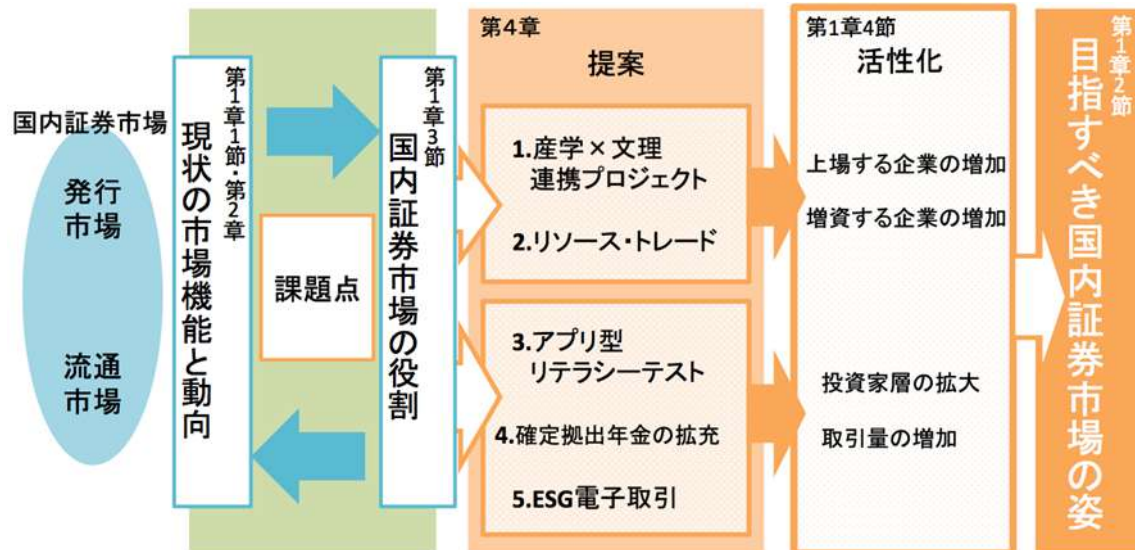 国内証券市場
発行
市場
流通
市場
第1章1節・第2章
現状の市場機能と動向
課題点
第1章3節
国内証券市場の役割
第4章
提案
1.産学×文理
連携プロジェクト
2.リソース・トレード
3.アプリ型
リテラシーテスト
4.確定拠出年金の拡充
5.ESG電子取引
第1章4節
活性化
上場する企業の増加
増資する企業の増加
投資家層の拡大
取引量の増加
第1章2節
目指すべき国内証券市場の姿